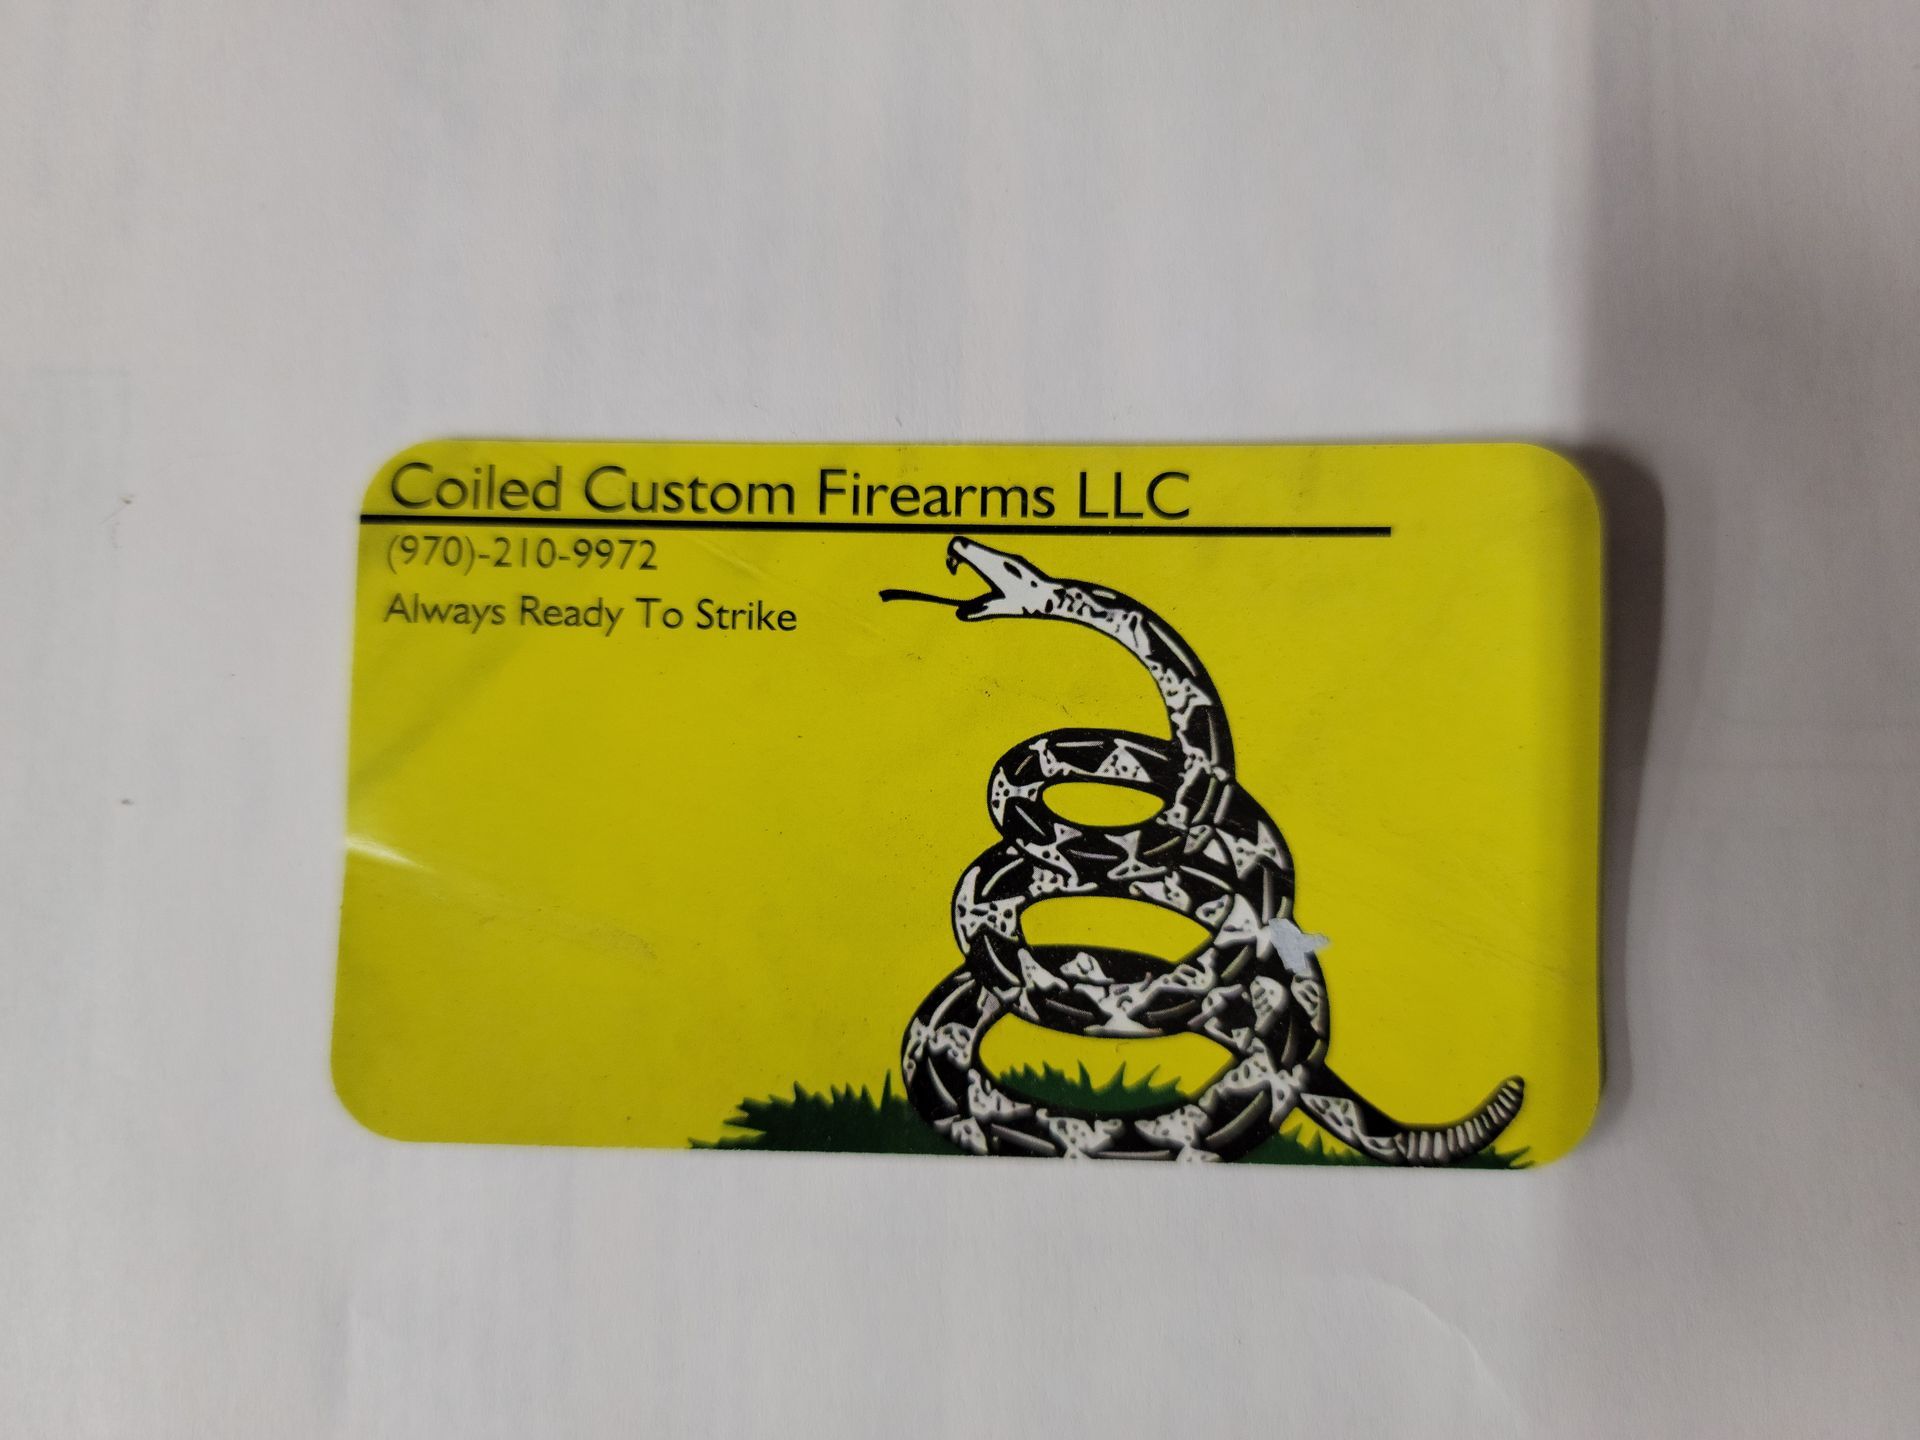 Coiled Custom Firearms LLC
(970)-210-9972
Always Ready To Strike